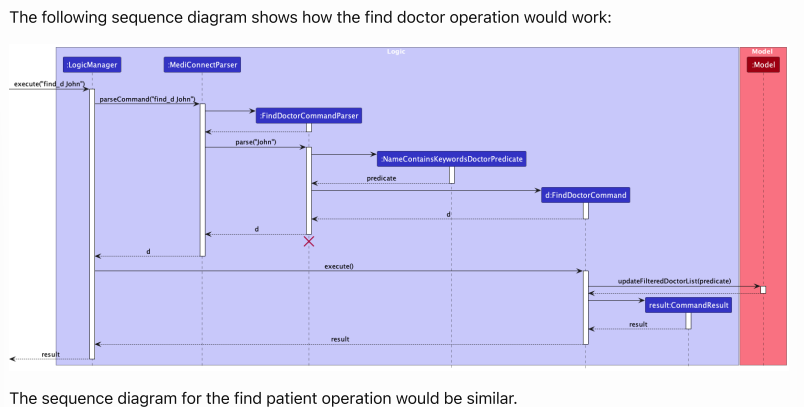 The following sequence diagram shows how the find doctor operation would work:
Logic
Model
:LogicManager
:MediConnectParser
:Model
execute("find_d John")
parseCommand("find_d John")
:FindDoctorCommandParser
parse("John")
:NameContainsKeywordsDoctorPredicate
predicate
d:FindDoctorCommand
d
d
d
execute()
updateFilteredDoctorList(predicate)
result:CommandResult
result
result
result
The sequence diagram for the find patient operation would be similar.